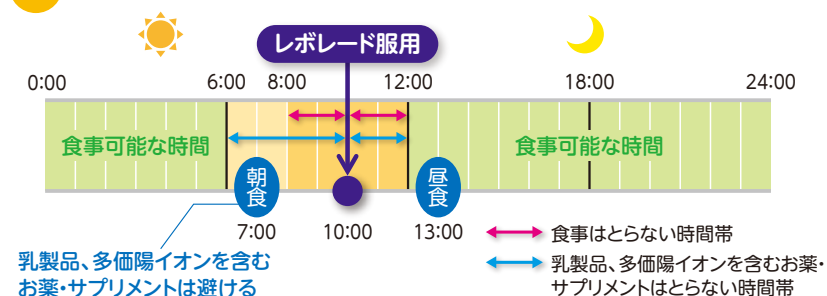 レボレード服用
0:00 6:00 8:00 12:00 18:00 24:00
食事可能な時間
食事可能な時間
朝食
昼食
7:00 10:00 13:00
食事はとらない時間帯
乳製品、多価陽イオンを含むお薬・
サプリメントはとらない時間帯
乳製品、多価陽イオンを含む
お薬・サプリメントは避ける